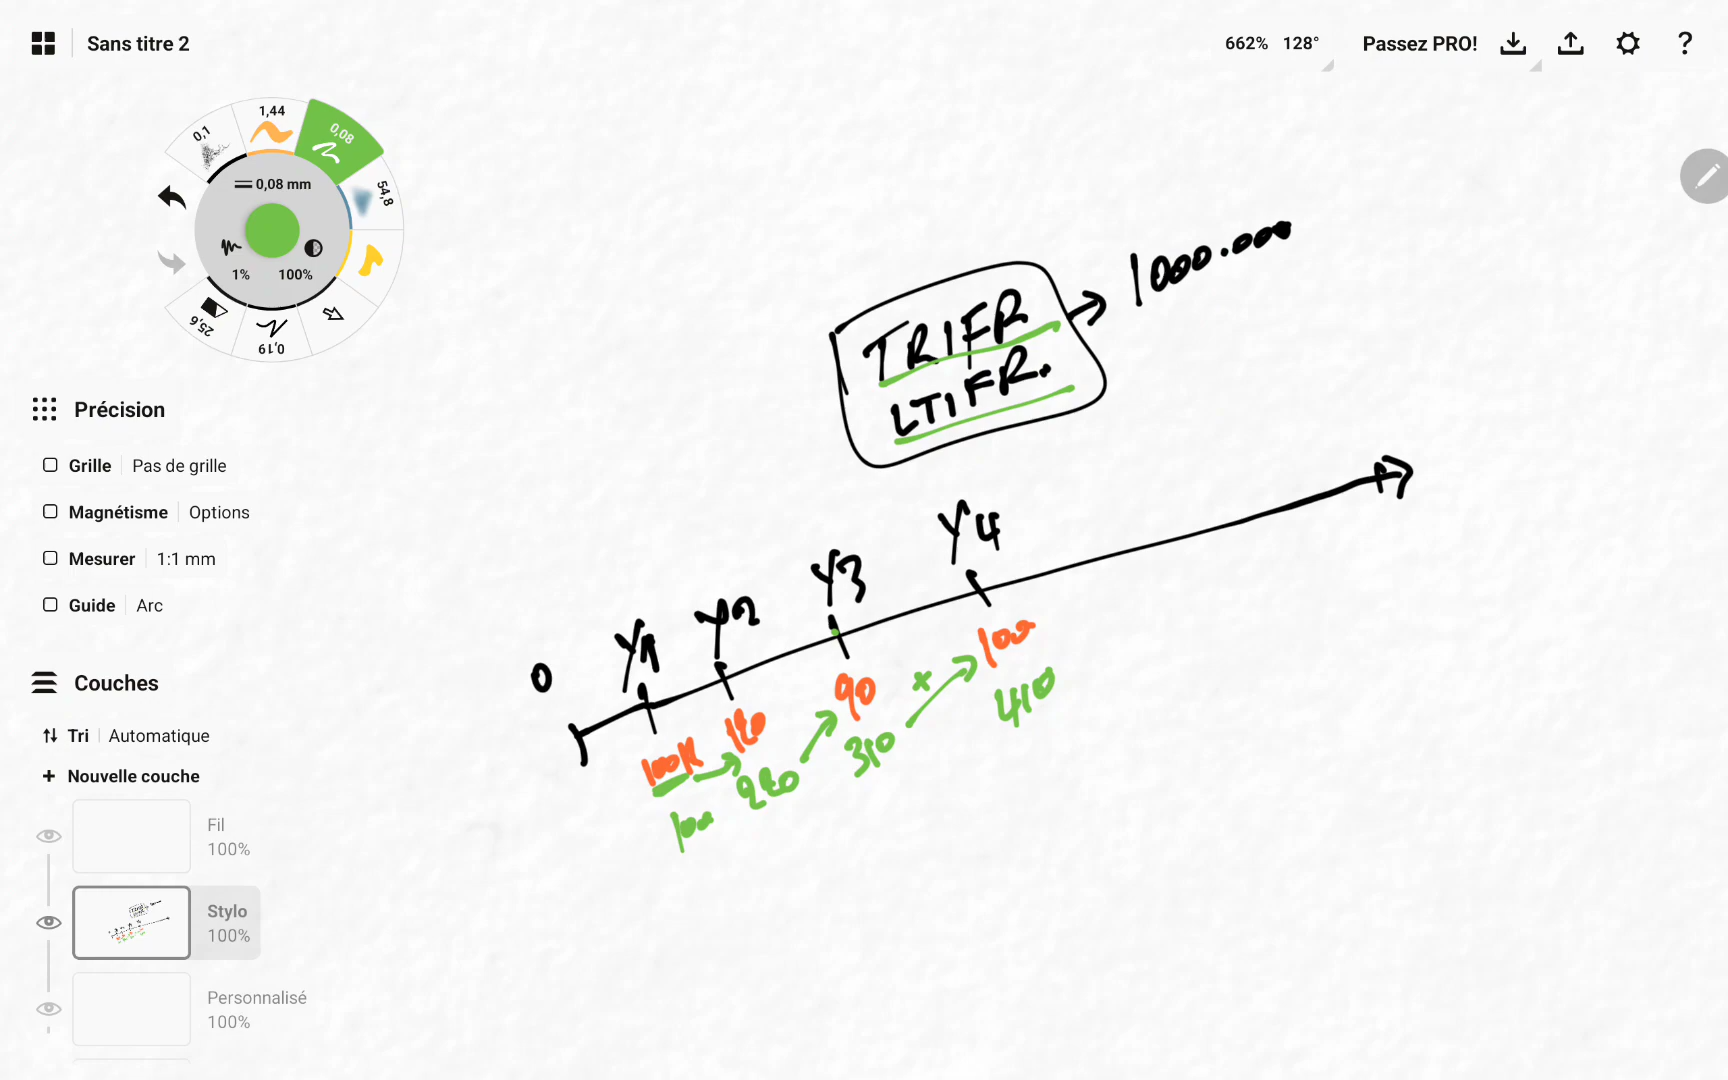 Sans titre 2
662% 128° Passez PRO!
0,1
1,44
0,08
54,8
0,08 mm
1% 100%
25,6
0,19
Précision
Grille Pas de grille
Magnétisme Options
Mesurer 1:1 mm
Guide Arc
Couches
Tri Automatique
+ Nouvelle couche
Fil
100%
Stylo
100%
Personnalisé
100%
TRIFR
LTIFR.
1000.000
0 Y1 Y2 Y3 Y4
100K 120 90 100
100 220 310 410